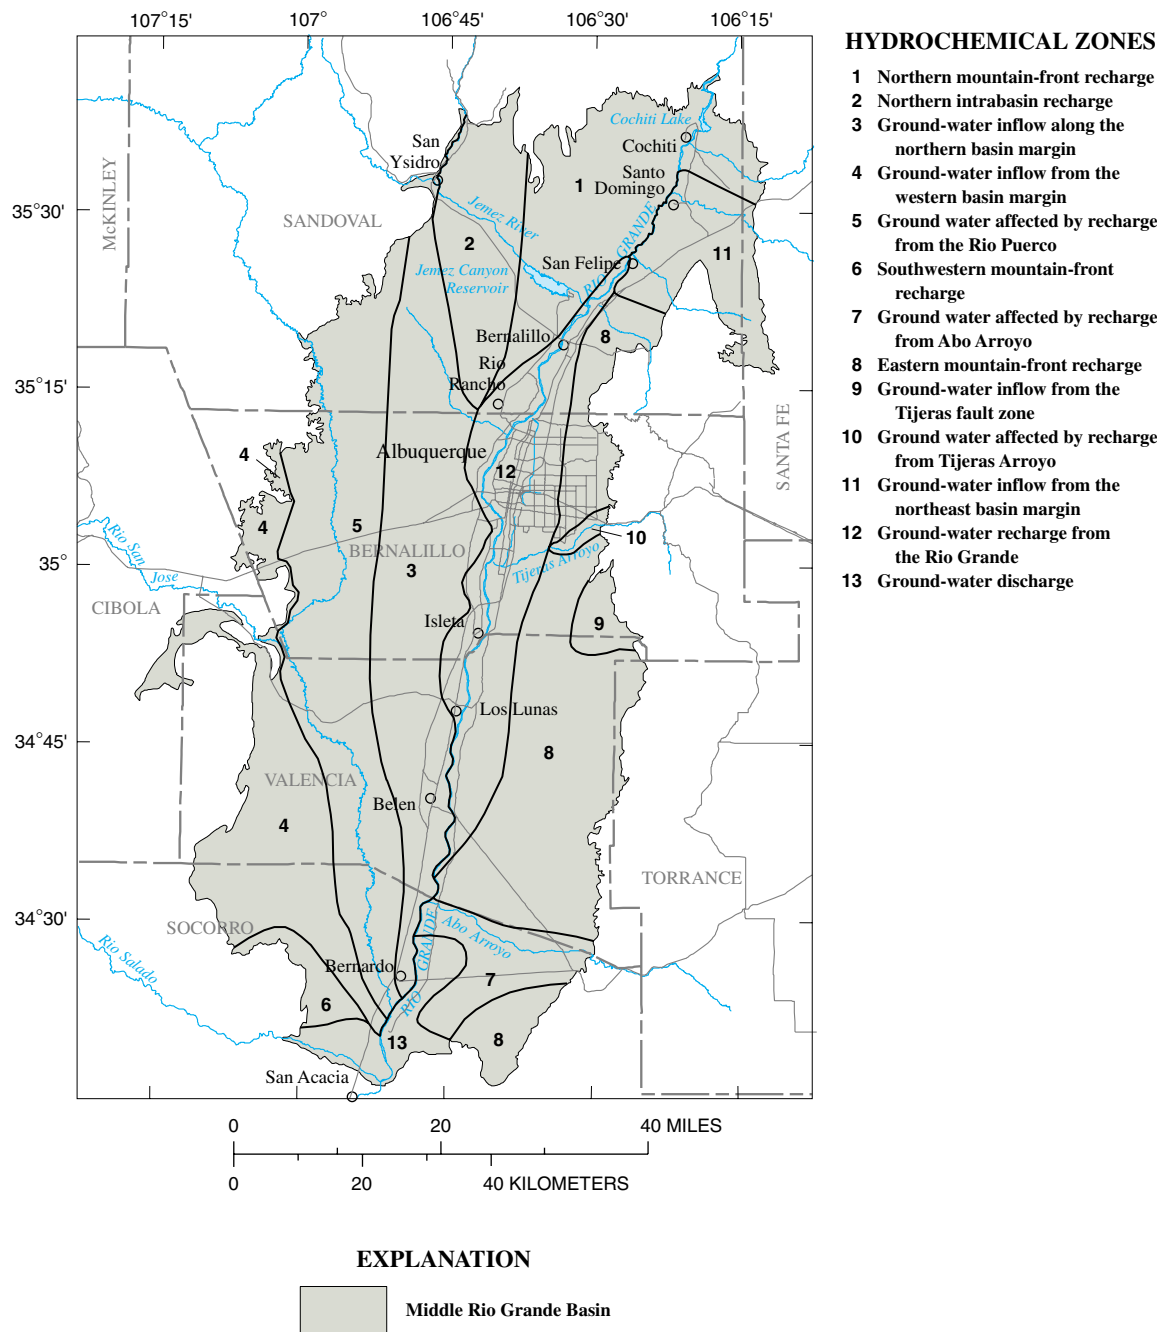 107°15'
107°
106°45'
106°30'
106°15'
HYDROCHEMICAL ZONES
1 Northern mountain-front recharge
2 Northern intrabasin recharge
3 Ground-water inflow along the
northern basin margin
4 Ground-water inflow from the
western basin margin
5 Ground water affected by recharge
from the Rio Puerco
6 Southwestern mountain-front
recharge
7 Ground water affected by recharge
from Abo Arroyo
8 Eastern mountain-front recharge
9 Ground-water inflow from the
Tijeras fault zone
10 Ground water affected by recharge
from Tijeras Arroyo
11 Ground-water inflow from the
northeast basin margin
12 Ground-water recharge from
the Rio Grande
13 Ground-water discharge
Cochiti Lake
Cochiti
San
Ysidro
Santo
Domingo
1
McKINLEY
35°30'
SANDOVAL
Jemez River
RIO GRANDE
2
11
San Felipe
Jemez Canyon
Reservoir
Bernalillo
8
Rio
Rancho
35°15'
SANTA FE
4
Albuquerque
12
4
5
10
BERNALILLO
Tijeras Arroyo
35°
3
Rio San
Jose
CIBOLA
Isleta
9
Los Lunas
34°45'
8
VALENCIA
Belen
4
TORRANCE
34°30'
SOCORRO
Abo Arroyo
Rio Salado
RIO GRANDE
Bernardo
7
6
13
8
San Acacia
0
20
40 MILES
0
20
40 KILOMETERS
EXPLANATION
Middle Rio Grande Basin